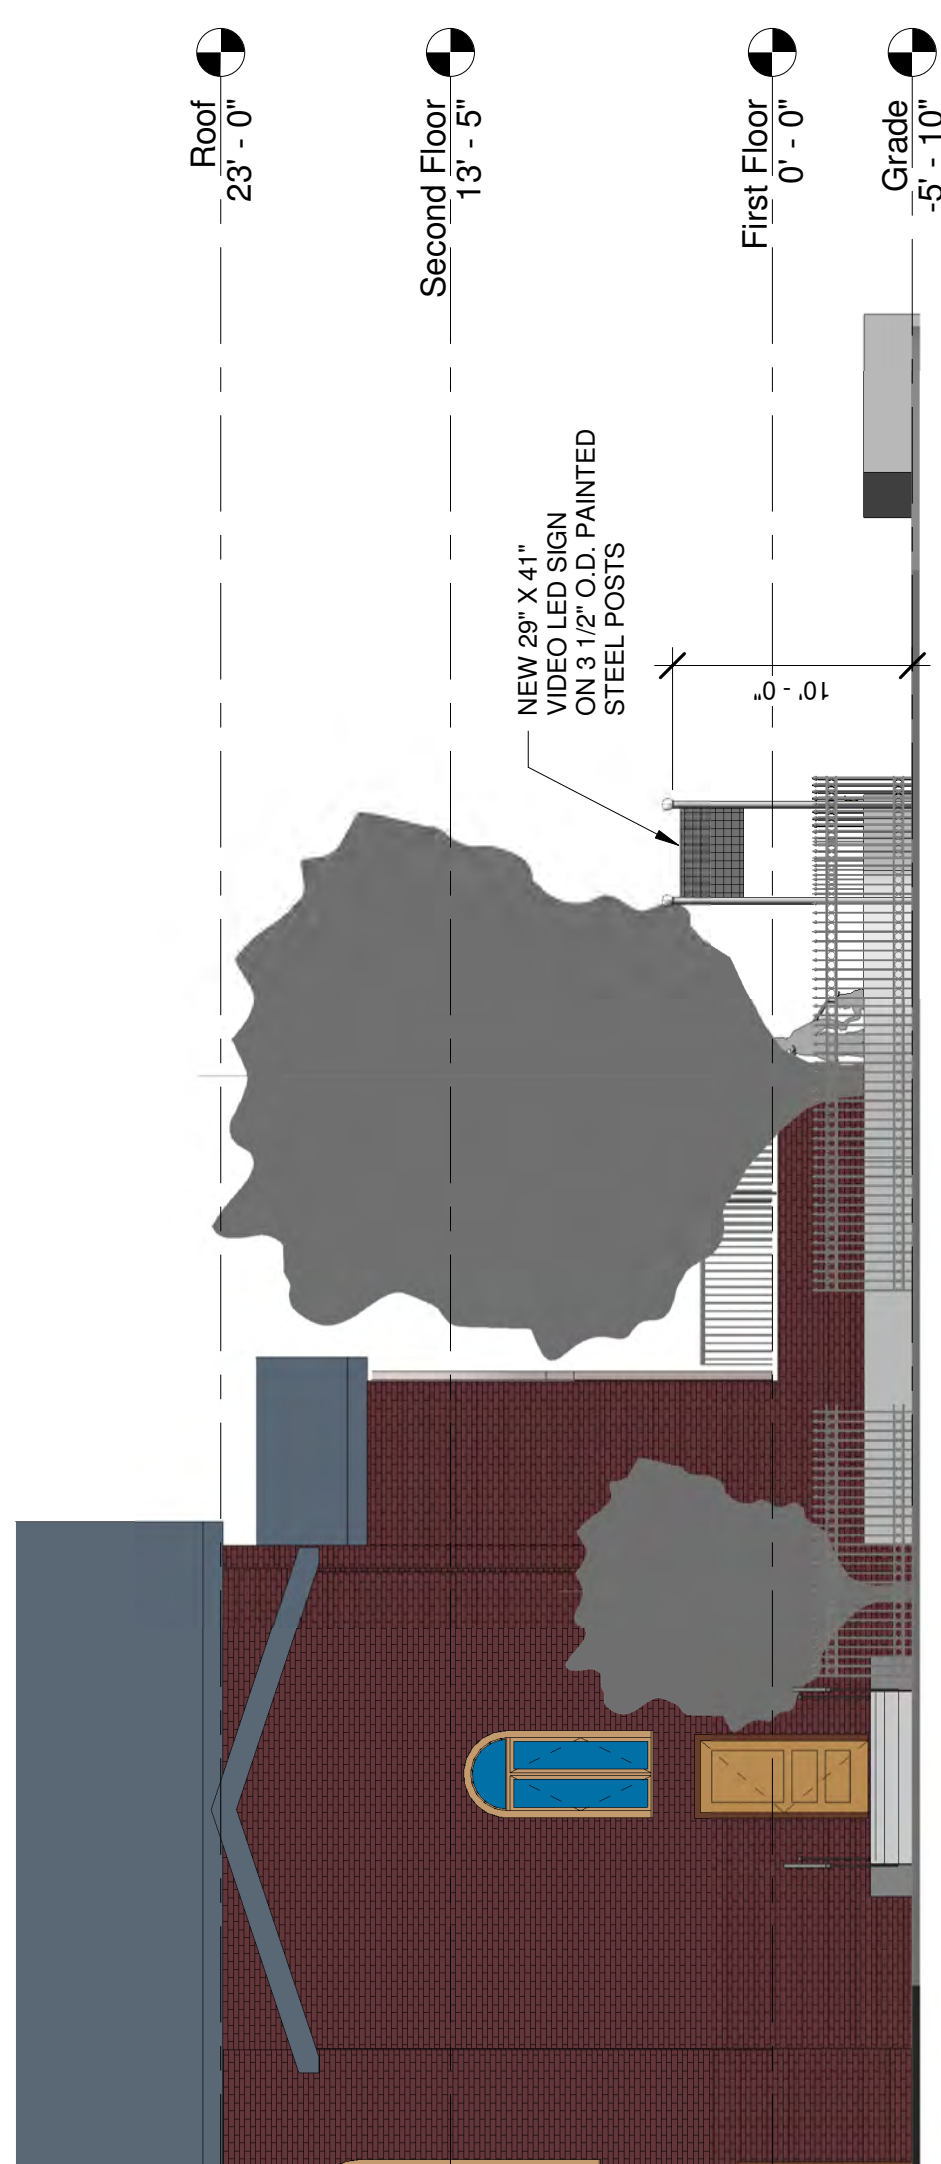 Roof
23' - 0"
Second Floor
13' - 5"
First Floor
0' - 0"
Grade
-5' - 10"
NEW 29" X 41"
VIDEO LED SIGN
ON 3 1/2" O.D. PAINTED
STEEL POSTS
10' - 0"